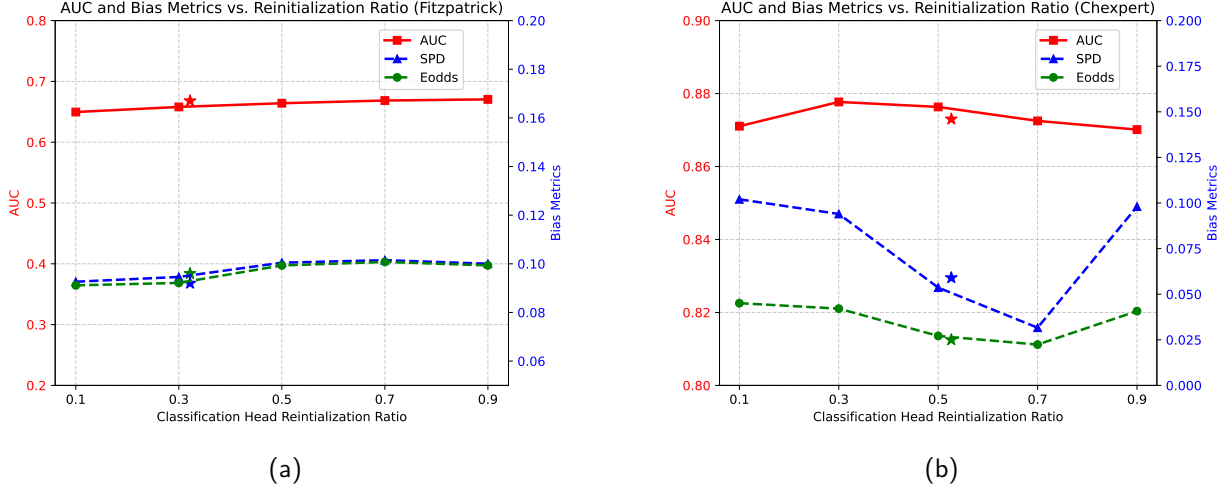 AUC and Bias Metrics vs. Reinitialization Ratio (Fitzpatrick)
0.8
0.7
0.6
0.5
0.4
0.3
0.2
AUC
0.20
0.18
0.16
0.14
0.12
0.10
0.08
0.06
Bias Metrics
AUC
SPD
Eodds
0.1 0.3 0.5 0.7 0.9
Classification Head Reintialization Ratio
(a)
AUC and Bias Metrics vs. Reinitialization Ratio (Chexpert)
0.90
0.88
0.86
0.84
0.82
0.80
AUC
0.200
0.175
0.150
0.125
0.100
0.075
0.050
0.025
0.000
Bias Metrics
AUC
SPD
Eodds
0.1 0.3 0.5 0.7 0.9
Classification Head Reintialization Ratio
(b)